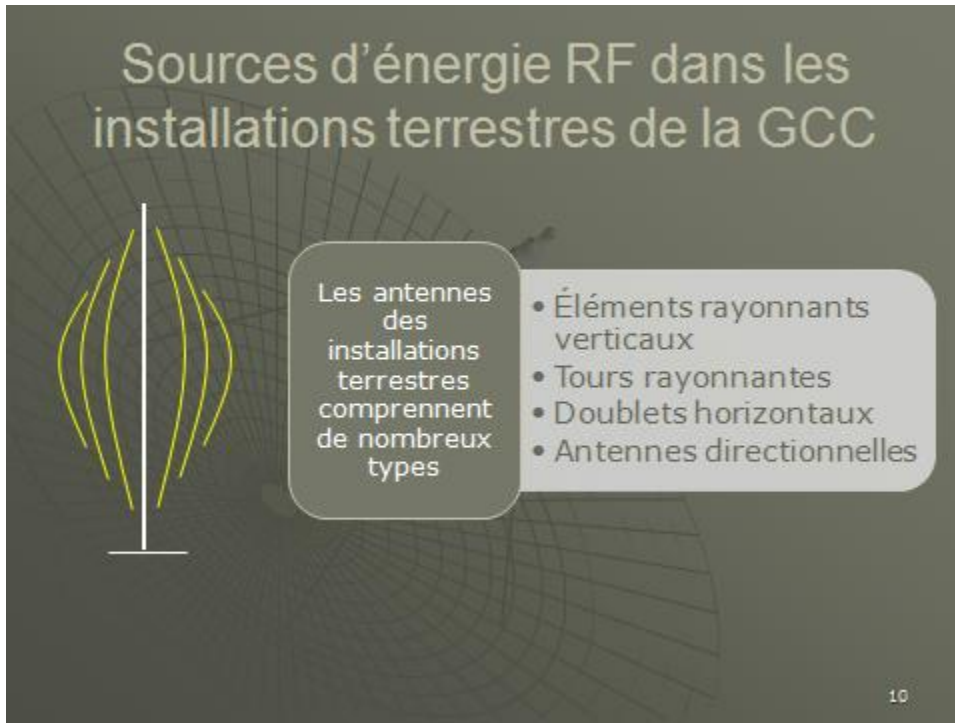 Sources d’énergie RF dans les
installations terrestres de la GCC
Les antennes
des
installations
terrestres
comprennent
de nombreux
types
• Éléments rayonnants
verticaux
• Tours rayonnantes
• Doublets horizontaux
• Antennes directionnelles
10